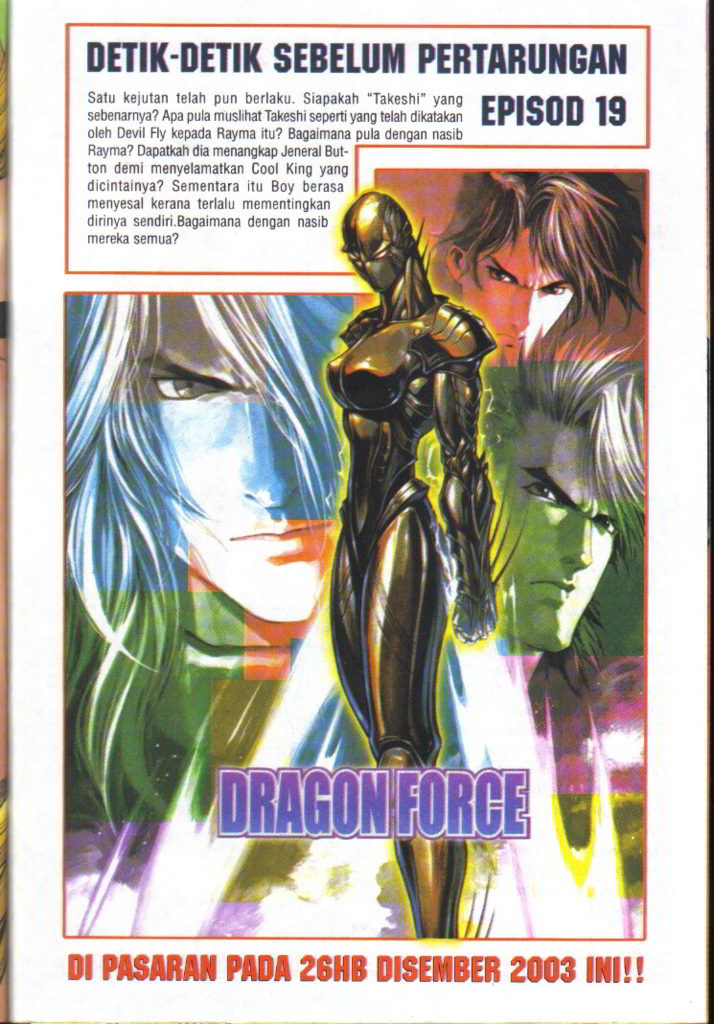 DETIK-DETIK SEBELUM PERTARUNGAN
Satu kejutan telah pun berlaku. Siapakah “Takeshi” yang
sebenarnya? Apa pula muslihat Takeshi seperti yang telah dikatakan
oleh Devil Fly kepada Rayma itu? Bagaimana pula dengan nasib
Rayma? Dapatkah dia menangkap Jeneral But-
ton demi menyelamatkan Cool King yang
dicintainya? Sementara itu Boy berasa
menyesal kerana terlalu mementingkan
dirinya sendiri.Bagaimana dengan nasib
mereka semua?
EPISOD 19
DRAGON FORCE
DI PASARAN PADA 26HB DISEMBER 2003 INI!!